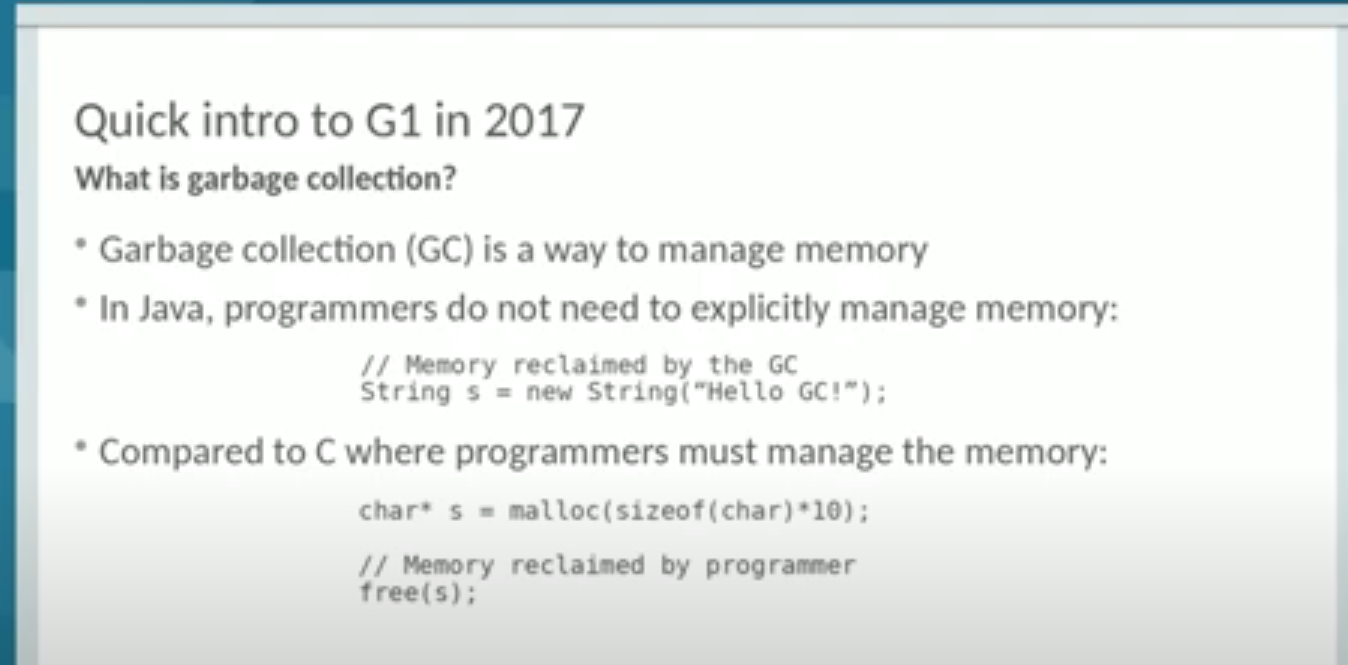 Quick intro to G1 in 2017
What is garbage collection?
* Garbage collection (GC) is a way to manage memory
* In Java, programmers do not need to explicitly manage memory:
// Memory reclaimed by the GC
String s = new String(“Hello GC!”);
* Compared to C where programmers must manage the memory:
char* s = malloc(sizeof(char)*10);
// Memory reclaimed by programmer
free(s);